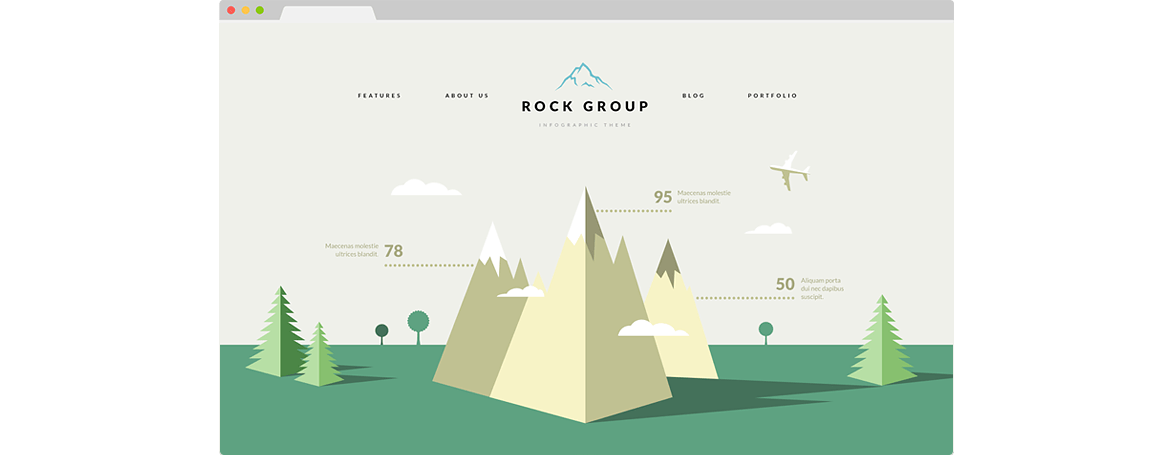 FEATURES
ABOUT US
ROCK GROUP
INFOGRAPHIC THEME
BLOG
PORTFOLIO
95
Maecenas molestie
ultrices blandit.
Maecenas molestie
ultrices blandit.
78
50
Aliquam porta
dui nec dapibus
suscipit.